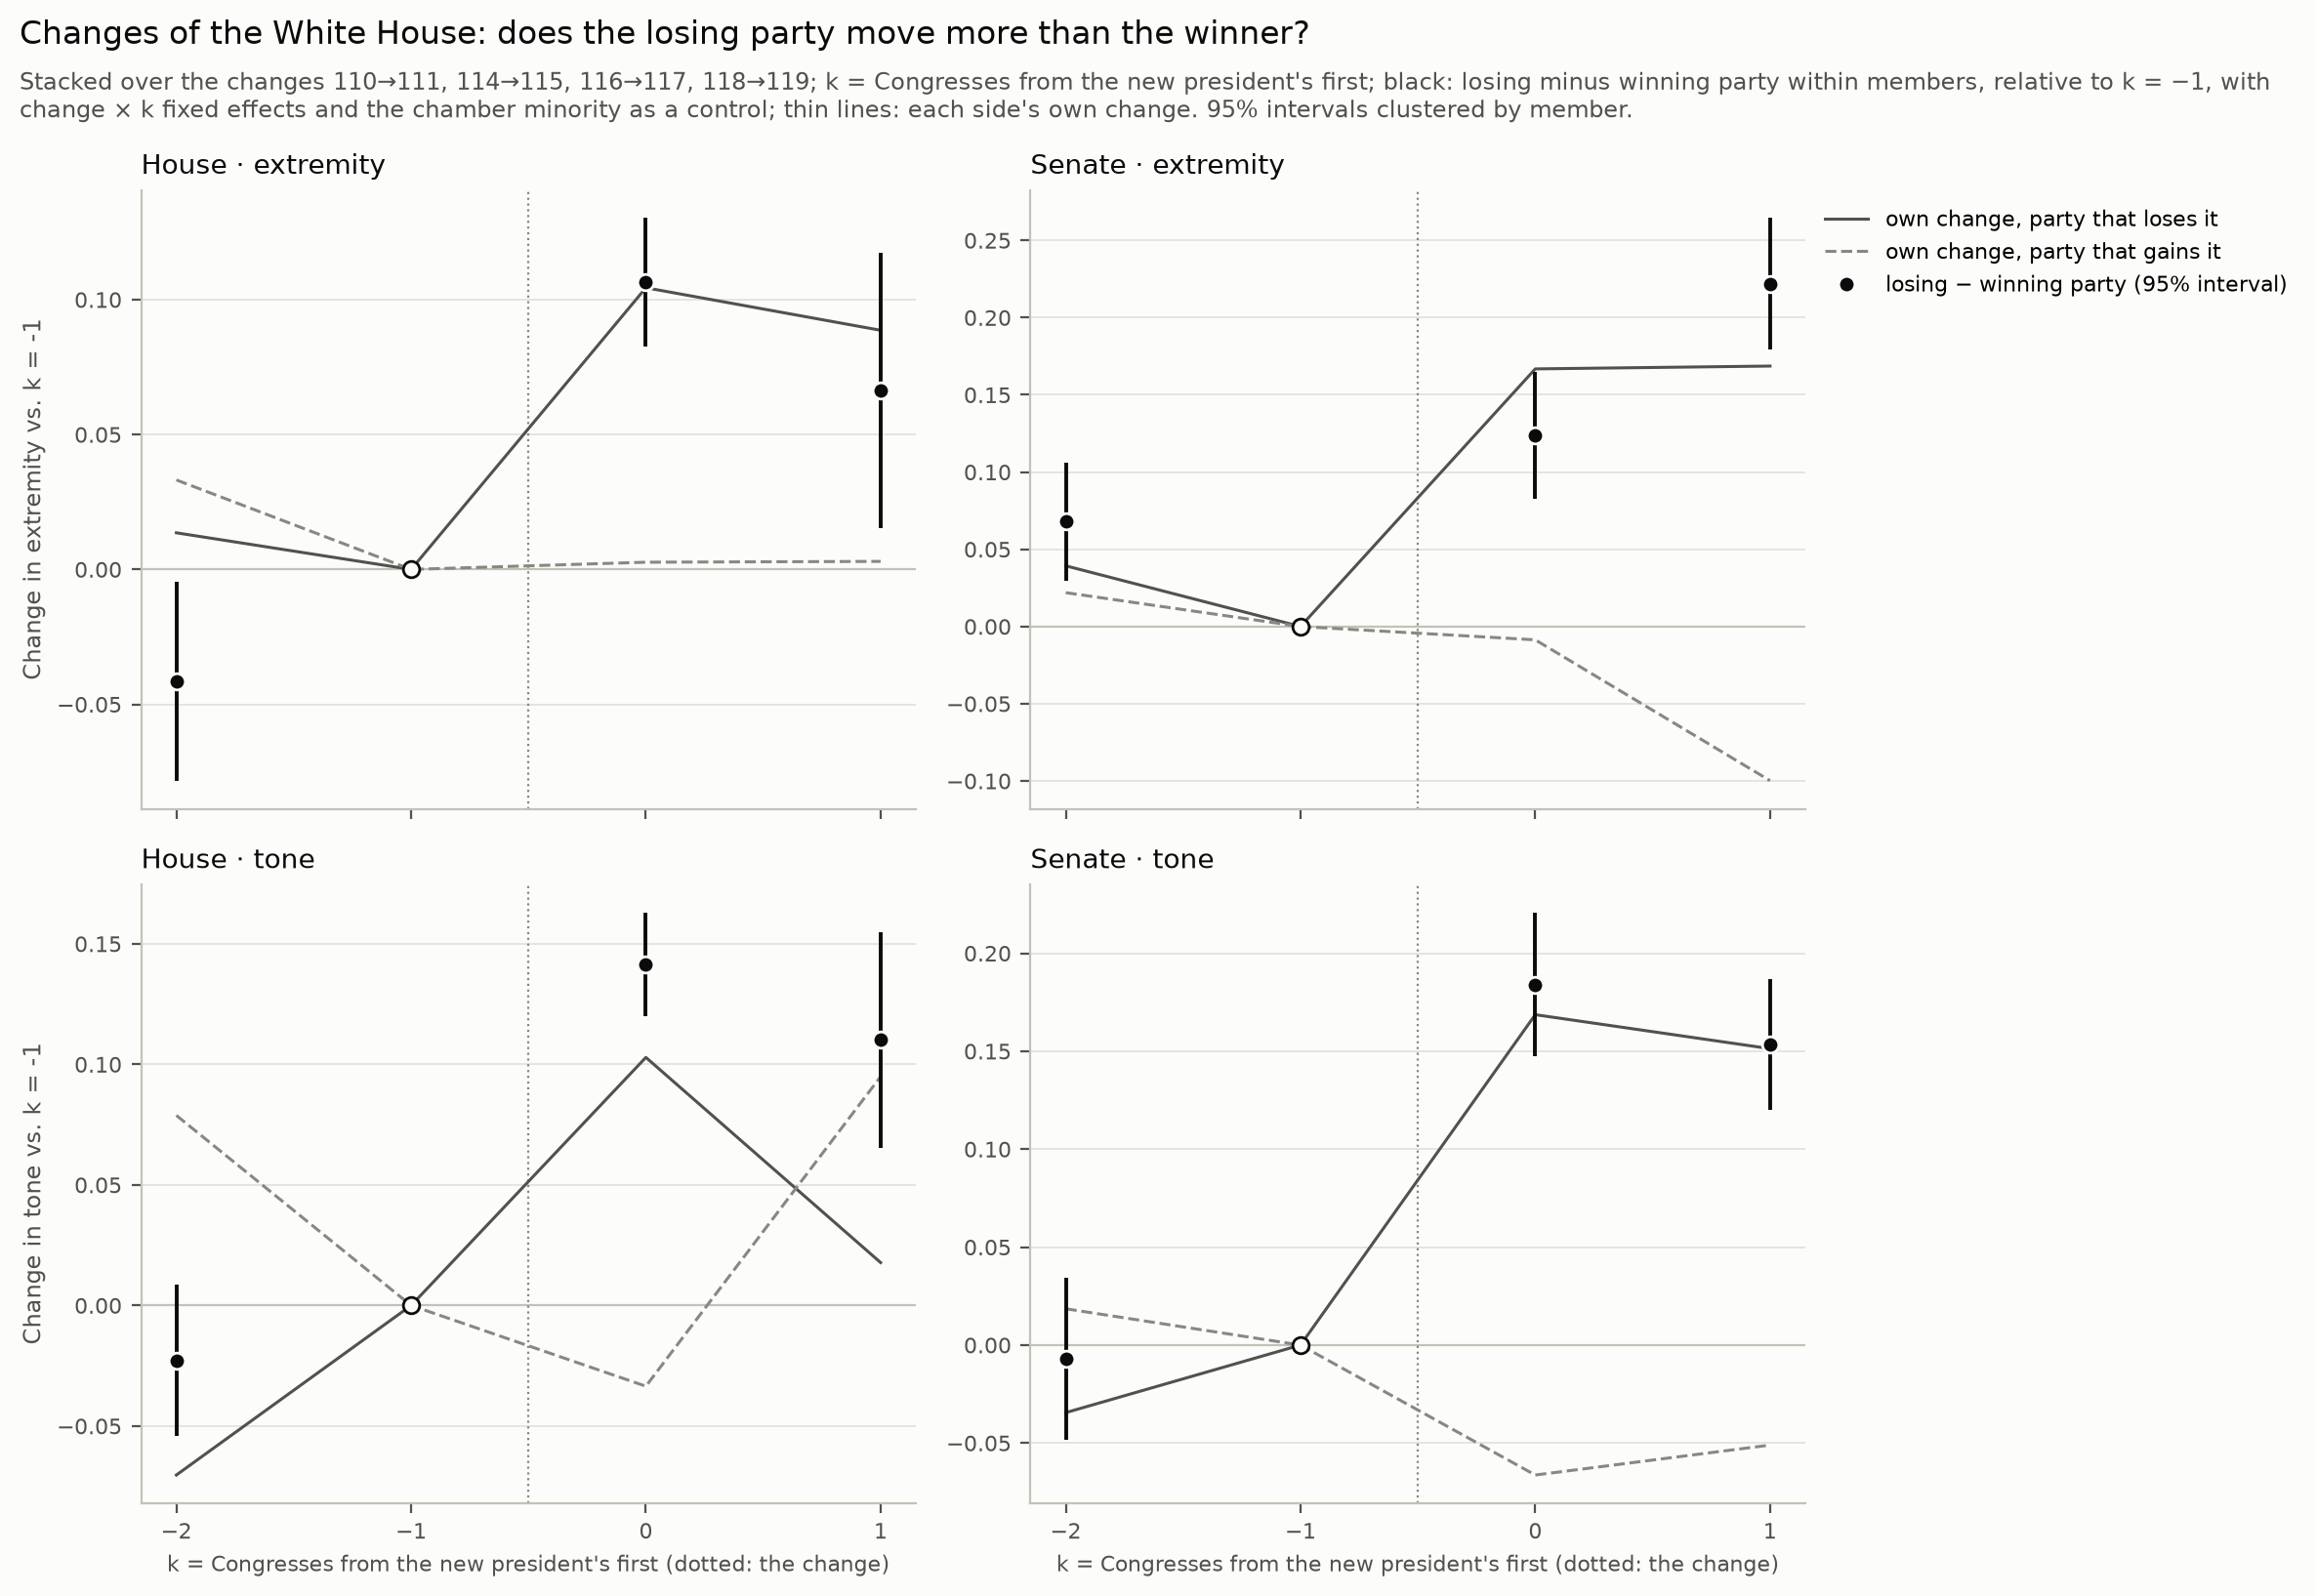 Changes of the White House: does the losing party move more than the winner?
Stacked over the changes 110→111, 114→115, 116→117, 118→119; k = Congresses from the new president's first; black: losing minus winning party within members, relative to k = −1, with
change × k fixed effects and the chamber minority as a control; thin lines: each side's own change. 95% intervals clustered by member.
House · extremity
Change in extremity vs. k = -1
0.10
0.05
0.00
−0.05
Senate · extremity
0.25
0.20
0.15
0.10
0.05
0.00
−0.05
−0.10
own change, party that loses it
own change, party that gains it
losing − winning party (95% interval)
House · tone
Change in tone vs. k = -1
0.15
0.10
0.05
0.00
−0.05
−2 −1 0 1
k = Congresses from the new president's first (dotted: the change)
Senate · tone
0.20
0.15
0.10
0.05
0.00
−0.05
−2 −1 0 1
k = Congresses from the new president's first (dotted: the change)